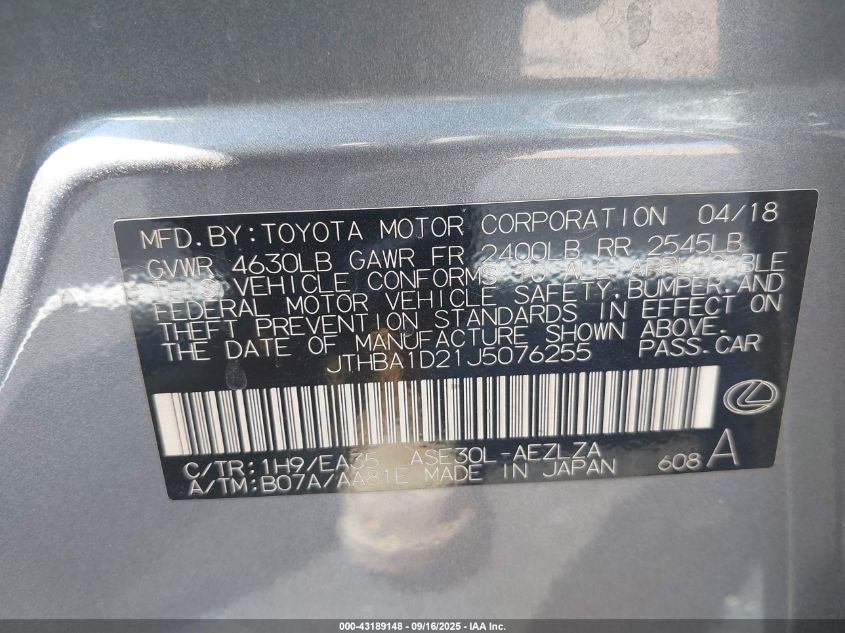 MFD. BY: TOYOTA MOTOR CORPORATION 04/18
GVWR 4630LB GAWR FR 2400LB RR 2545LB
THIS VEHICLE CONFORMS TO ALL APPLICABLE
FEDERAL MOTOR VEHICLE SAFETY, BUMPER, AND
THEFT PREVENTION STANDARDS IN EFFECT ON
THE DATE OF MANUFACTURE SHOWN ABOVE.
JTHBA1D21J5076255 PASS. CAR
C/TR: 1H9/EA35 ASE30L-AEZLZA
A/TM: B07A/AA81E MADE IN JAPAN 608 A
000-43189148 - 09/16/2025 - IAA Inc.